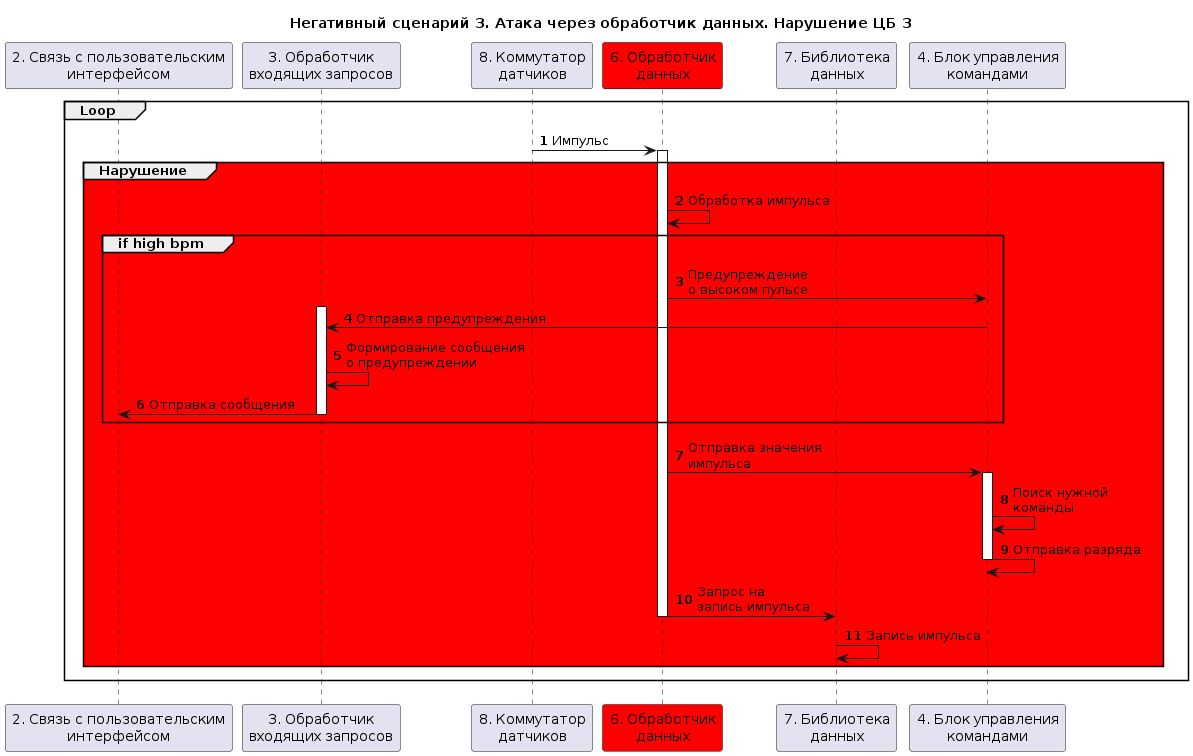 Негативный сценарий 3. Атака через обработчик данных. Нарушение ЦБ 3
2. Связь с пользовательским
интерфейсом
3. Обработчик
входящих запросов
8. Коммутатор
датчиков
6. Обработчик
данных
7. Библиотека
данных
4. Блок управления
командами
Loop
1 Импульс
Нарушение
2 Обработка импульса
if high bpm
3 Предупреждение
о высоком пульсе
4 Отправка предупреждения
5 Формирование сообщения
о предупреждении
6 Отправка сообщения
7 Отправка значения
импульса
8 Поиск нужной
команды
9 Отправка разряда
10 Запрос на
запись импульса
11 Запись импульса
2. Связь с пользовательским
интерфейсом
3. Обработчик
входящих запросов
8. Коммутатор
датчиков
6. Обработчик
данных
7. Библиотека
данных
4. Блок управления
командами